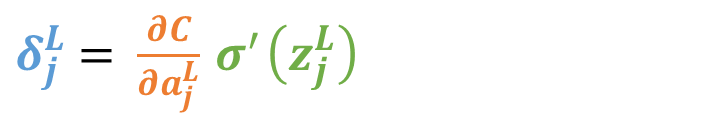 δ_j^L = ∂C/∂a_j^L σ′(z_j^L)